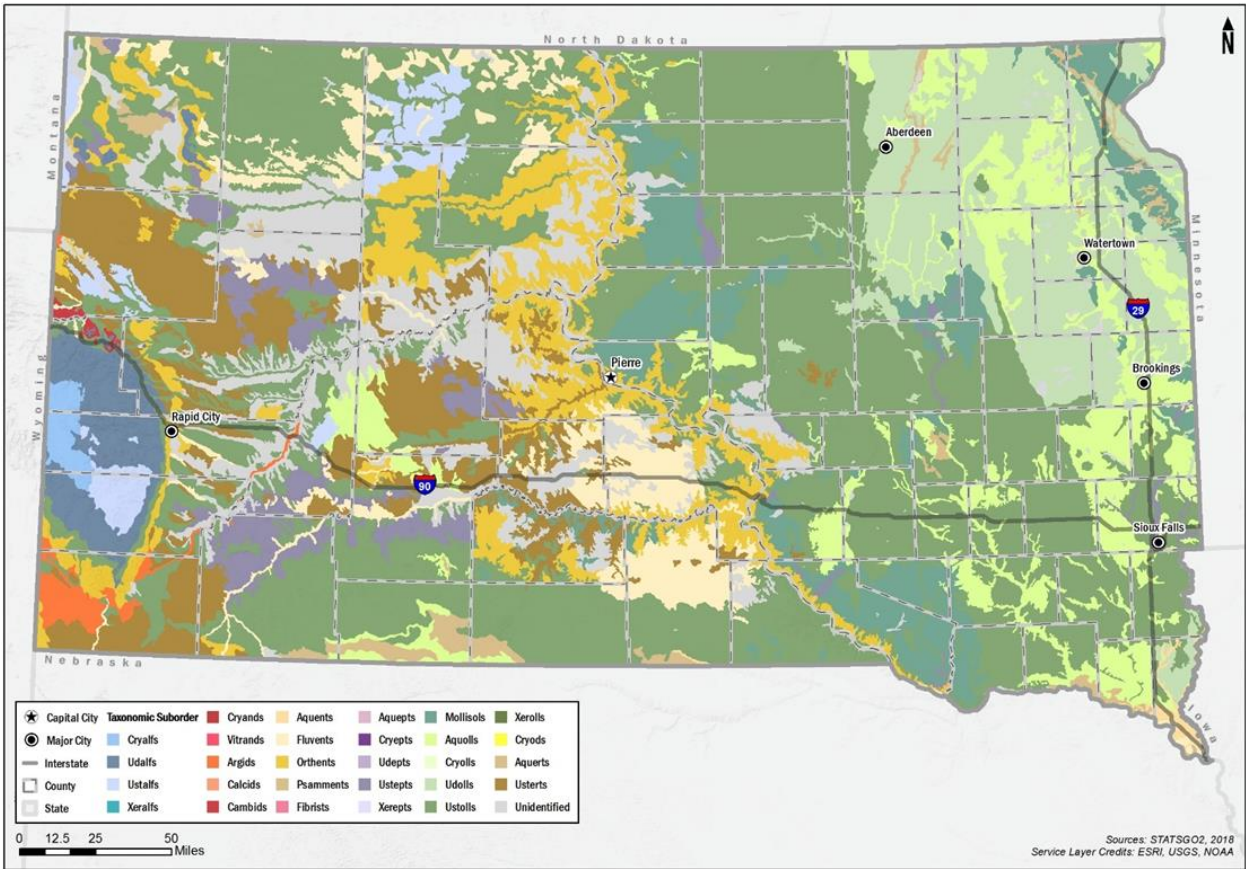 North Dakota
N
Montana
Aberdeen
Minnesota
Watertown
29
Pierre
Brookings
Wyoming
Rapid City
90
Sioux Falls
Nebraska
Iowa
Capital City
Major City
Interstate
County
State
Taxonomic Suborder
Cryalfs
Udalfs
Ustalfs
Xeralfs
Cryands
Vitrands
Argids
Calcids
Cambids
Aquents
Fluvents
Orthents
Psamments
Fibrists
Aquepts
Cryepts
Udepts
Ustepts
Xerepts
Mollisols
Aquolls
Cryolls
Udolls
Ustolls
Xerolls
Cryods
Aquerts
Usterts
Unidentified
0 12.5 25 50
Miles
Sources: STATSGO2, 2018
Service Layer Credits: ESRI, USGS, NOAA